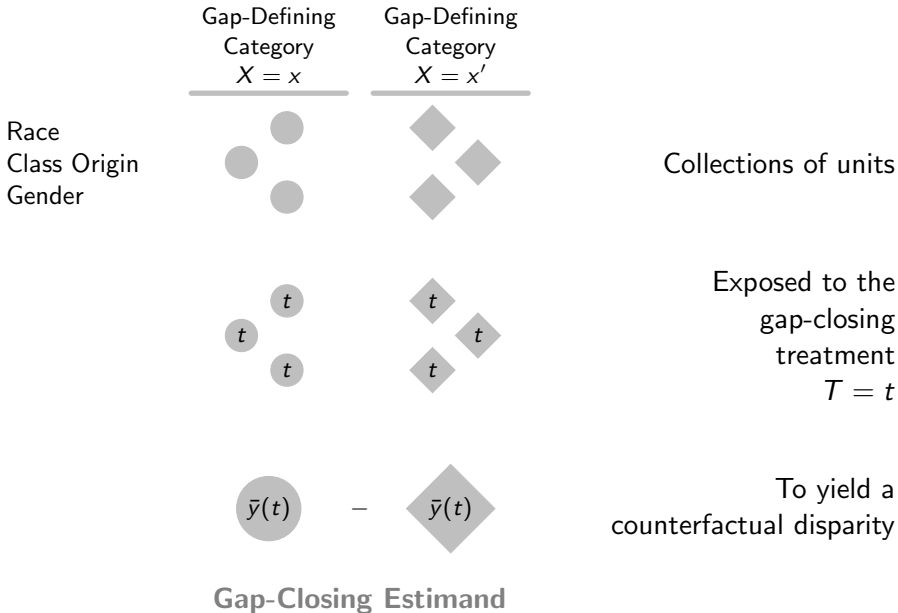 Gap-Defining
Category
X = x
Gap-Defining
Category
X = x′
Race
Class Origin
Gender
Collections of units
t
t
t
t
t
t
Exposed to the
gap-closing
treatment
T = t
ȳ(t) − ȳ(t)
To yield a
counterfactual disparity
Gap-Closing Estimand